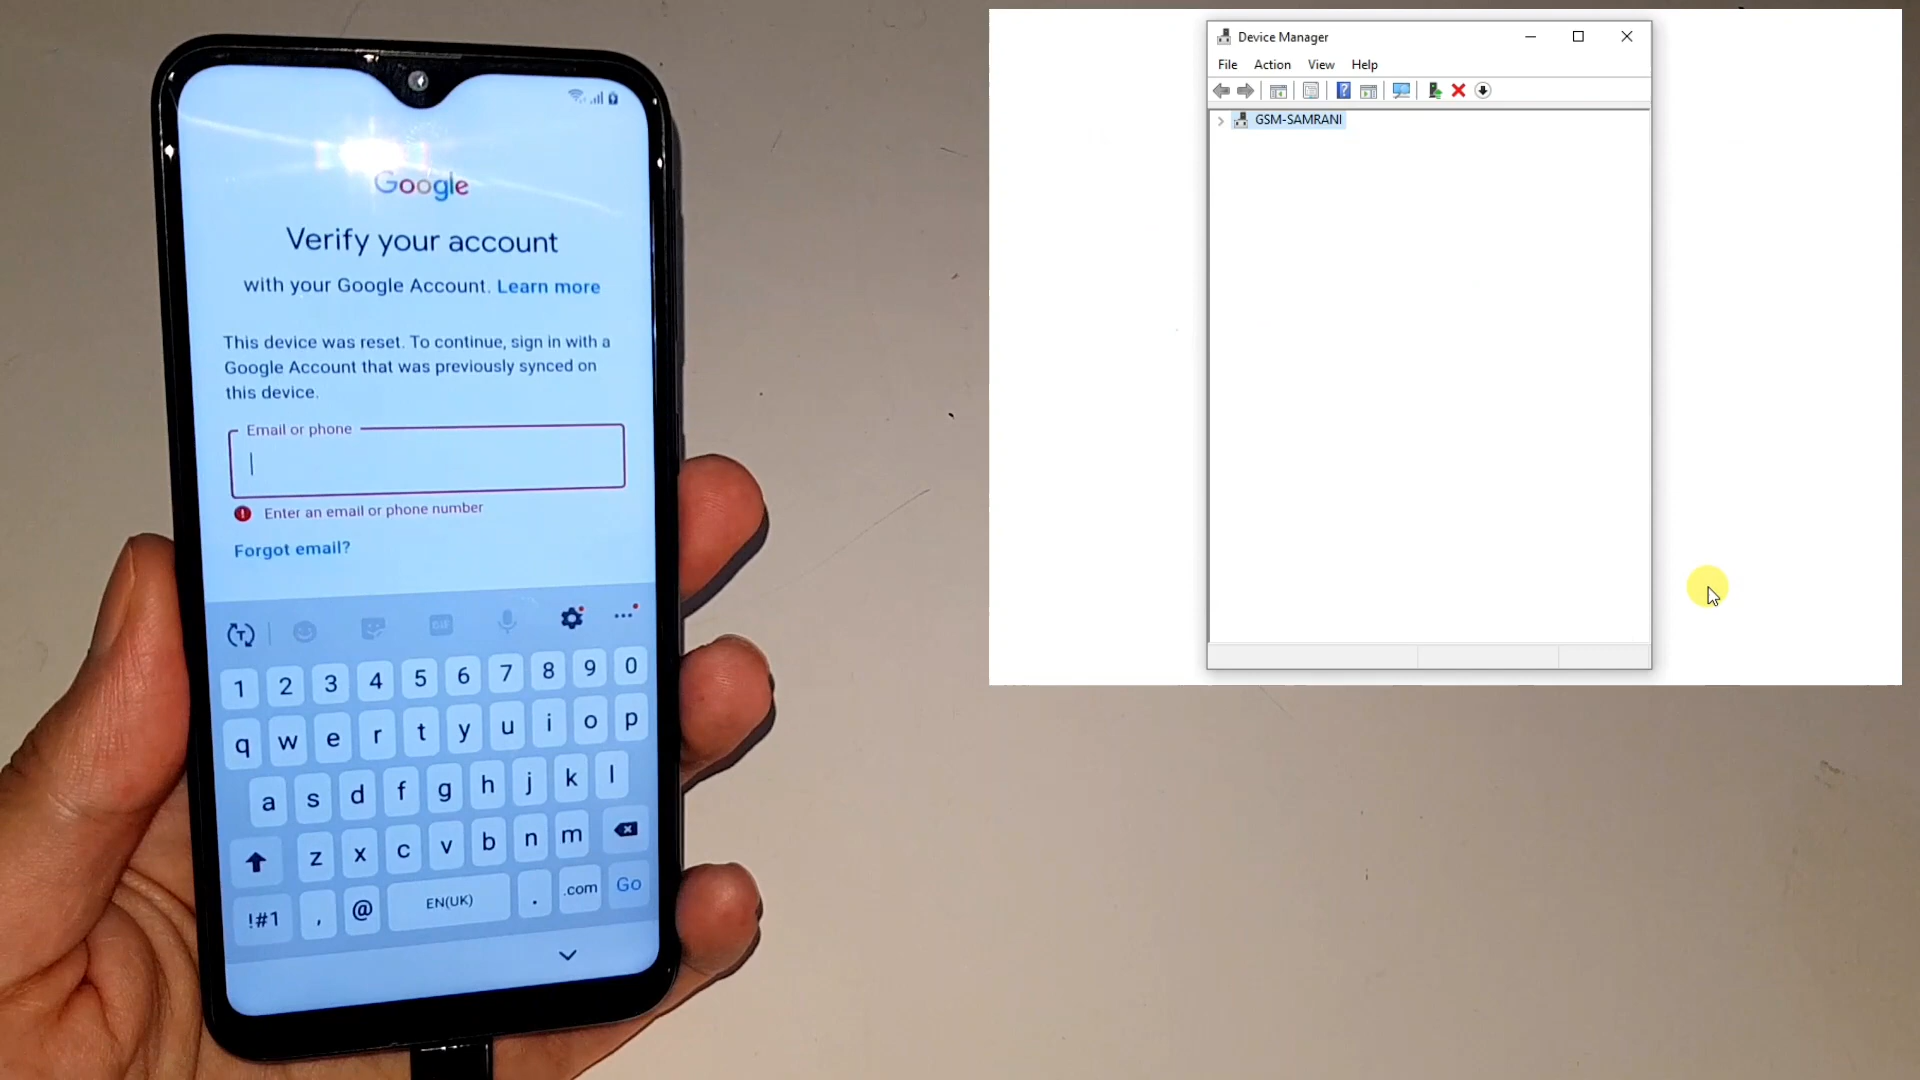 Google
Verify your account
with your Google Account. Learn more
This device was reset. To continue, sign in with a
Google Account that was previously synced on
this device.
Email or phone
Enter an email or phone number
Forgot email?
GIF
1 2 3 4 5 6 7 8 9 0
q w e r t y u i o p
a s d f g h j k l
z x c v b n m
!#1 , @ EN(UK) . .com Go
Device Manager
File Action View Help
GSM-SAMRANI